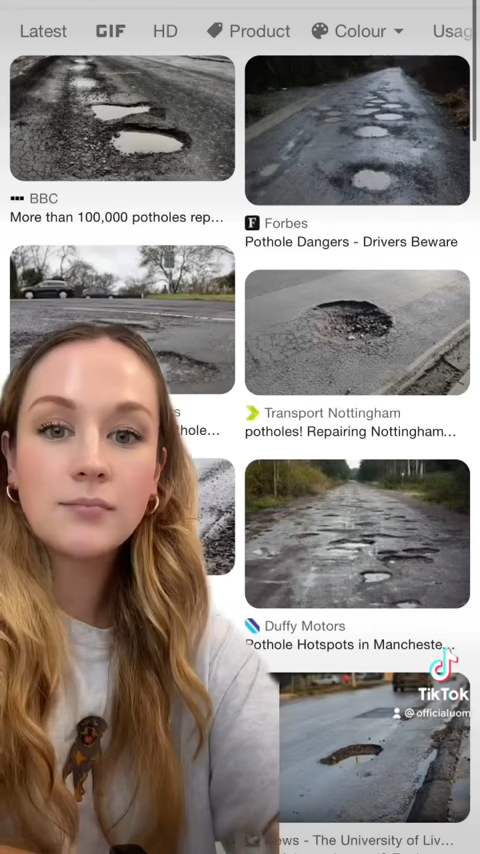 Latest GIF HD Product Colour Usag
BBC
More than 100,000 potholes rep...
F Forbes
Pothole Dangers - Drivers Beware
Transport Nottingham
potholes! Repairing Nottingham...
Duffy Motors
Pothole Hotspots in Mancheste...
TikTok
@officialuom
ews - The University of Liv...